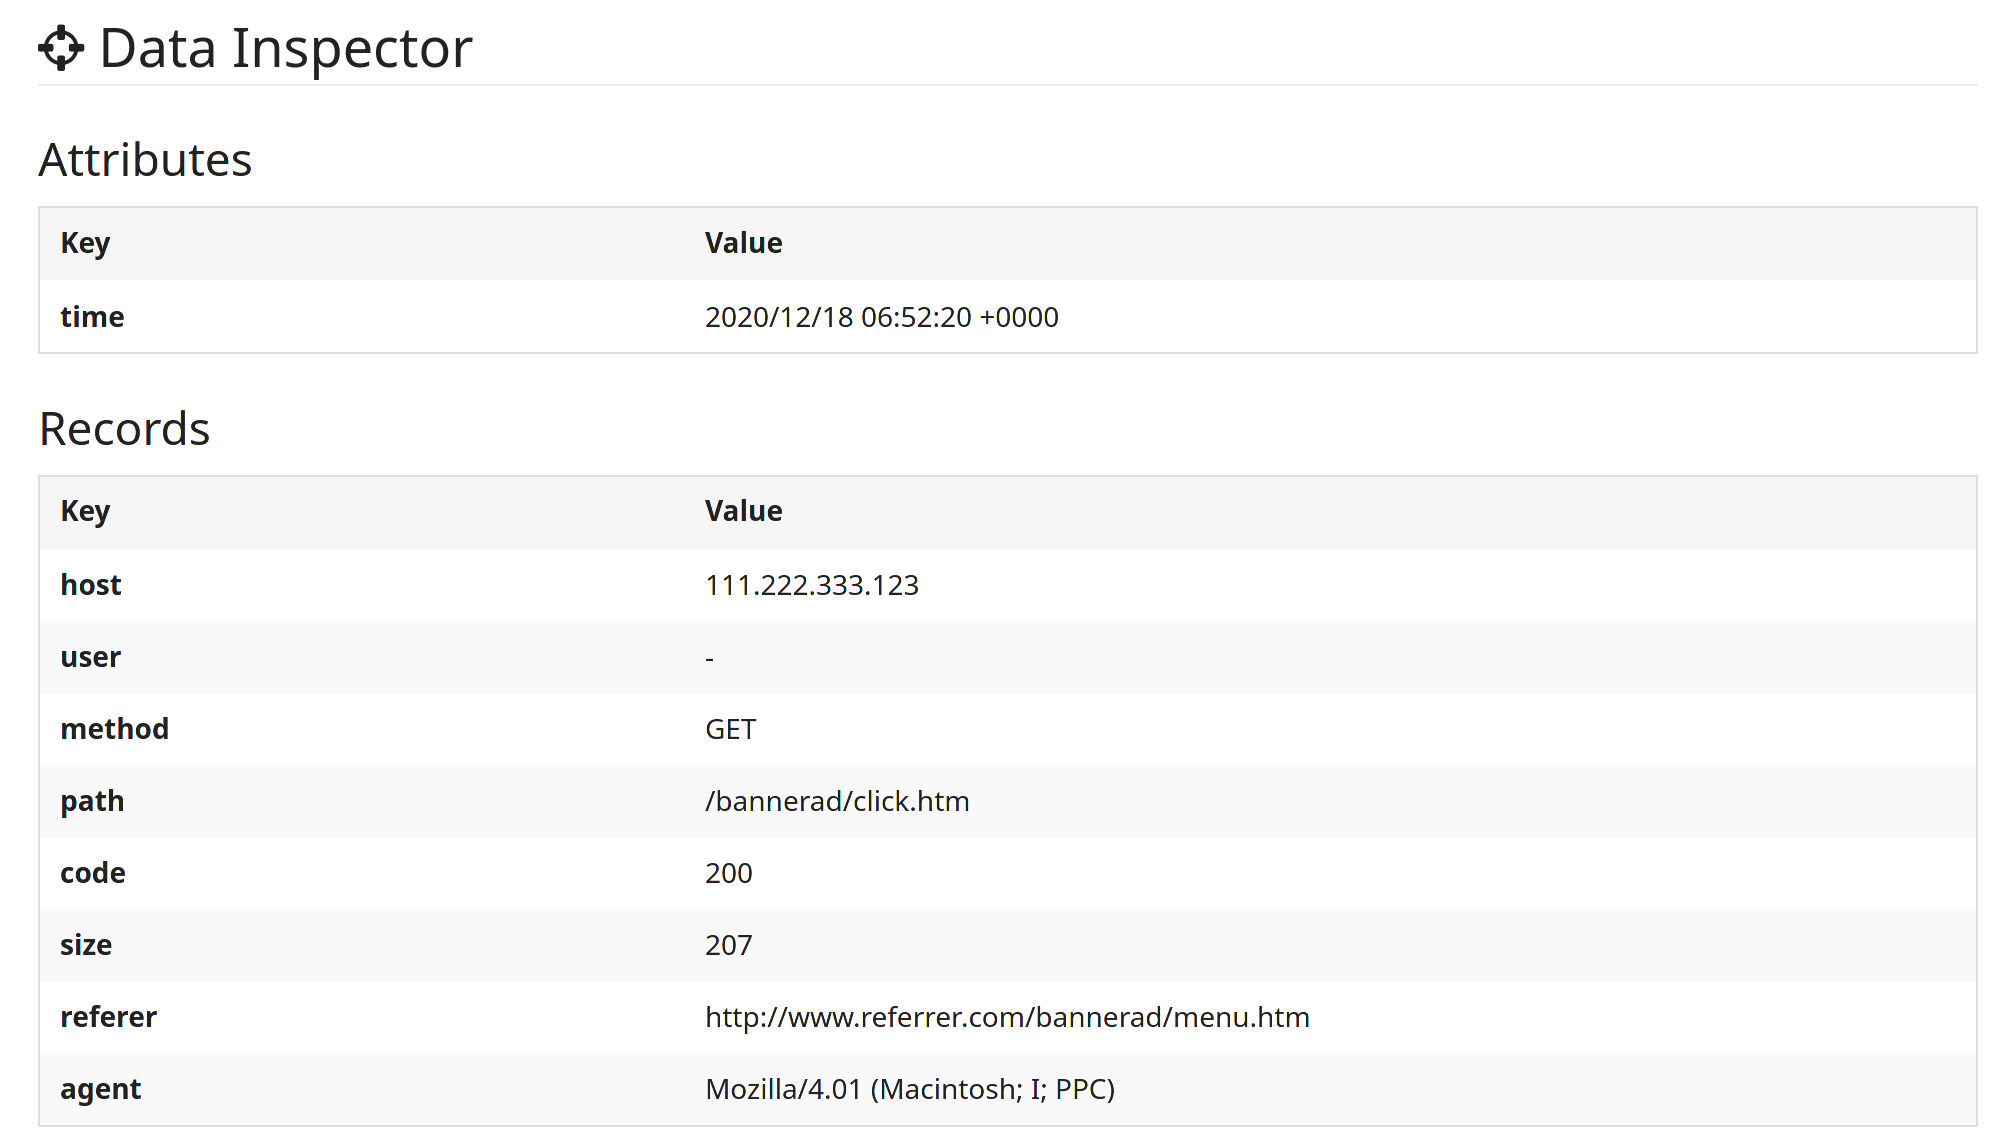 Data Inspector
Attributes
Key Value
time 2020/12/18 06:52:20 +0000
Records
Key Value
host 111.222.333.123
user -
method GET
path /bannerad/click.htm
code 200
size 207
referer http://www.referrer.com/bannerad/menu.htm
agent Mozilla/4.01 (Macintosh; I; PPC)